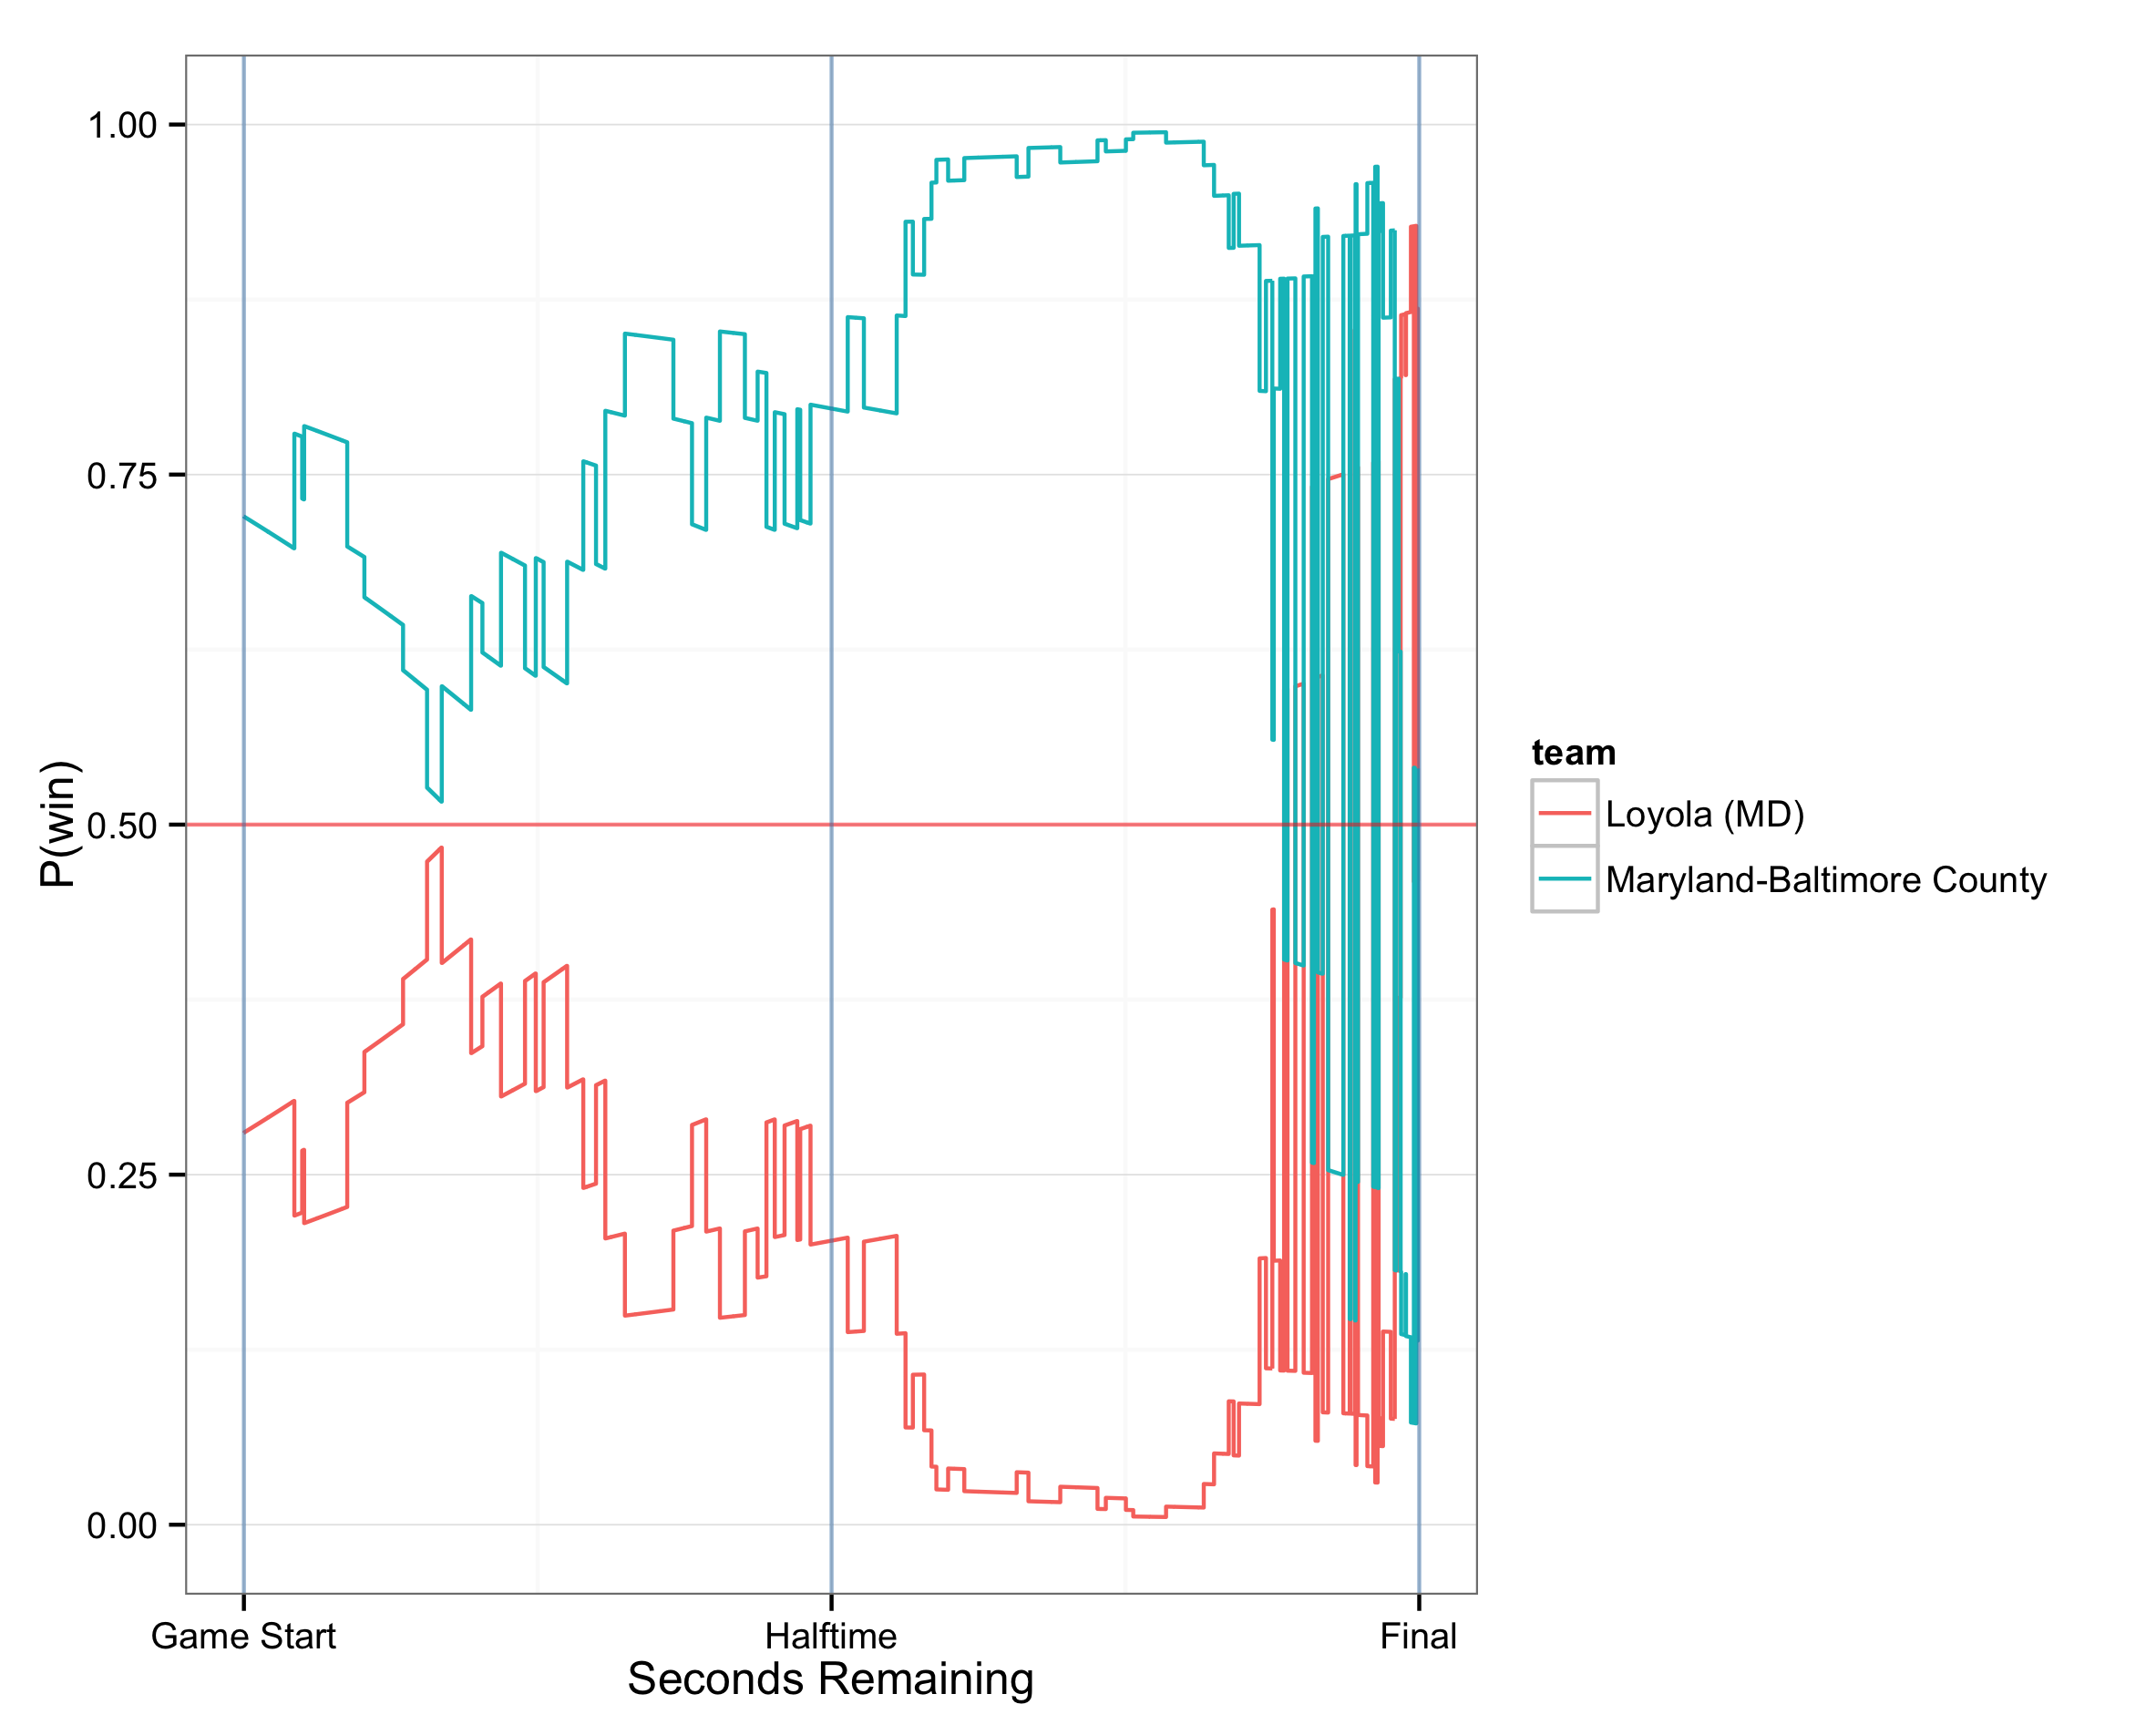 1.00
0.75
0.50
0.25
0.00
P(win)
Game Start
Halftime
Final
Seconds Remaining
team
Loyola (MD)
Maryland-Baltimore County